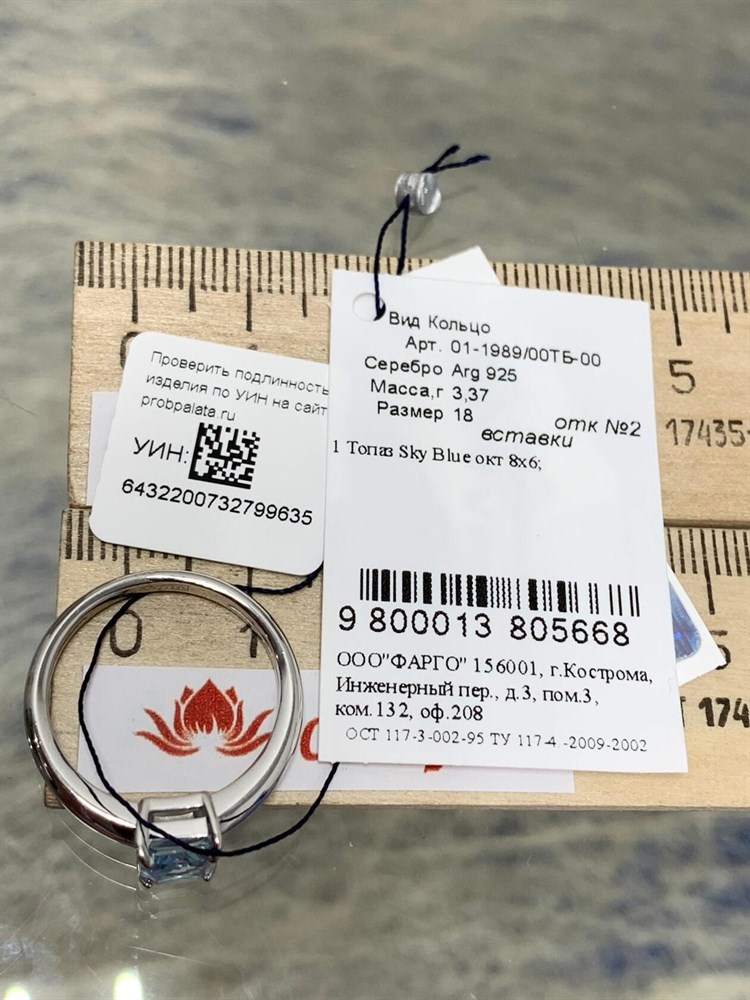 Вид Кольцо
Арт. 01-1989/00ТБ-00
Серебро Arg 925
Масса,г 3,37
Размер 18
отк №2
вставки
1 Топаз Sky Blue окт 8x6;
9 800013 805668
ООО"ФАРГО" 156001, г.Кострома,
Инженерный пер., д.3, пом.3,
ком.132, оф.208
ОСТ 117-3-002-95 ТУ 117-4 -2009-2002
Проверить подлинность
изделия по УИН на сайт
probpalata.ru
УИН:
6432200732799635
5
17435
0
1
174